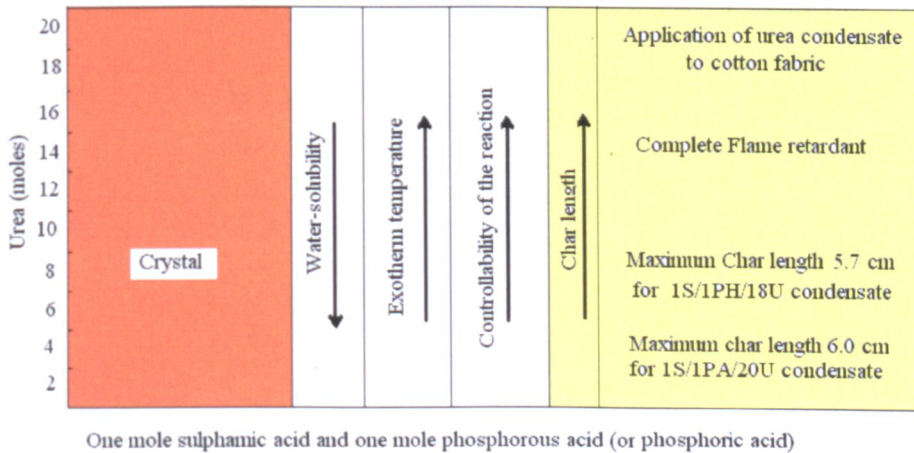 20
18
16
14
12
10
8
6
4
2
Urea (moles)
Crystal
Water-solubility
Exotherm temperature
Controllability of the reaction
Char length
Application of urea condensate
to cotton fabric
Complete Flame retardant
Maximum Char length 5.7 cm
for 1S/1PH/18U condensate
Maximum char length 6.0 cm
for 1S/1PA/20U condensate
One mole sulphamic acid and one mole phosphorous acid (or phosphoric acid)